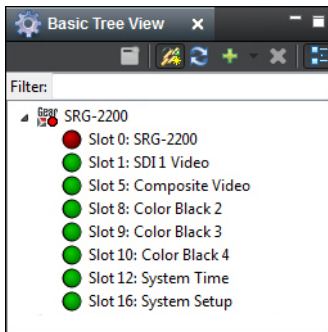 Basic Tree View
Filter:
Gear SRG-2200
Slot 0: SRG-2200
Slot 1: SDI 1 Video
Slot 5: Composite Video
Slot 8: Color Black 2
Slot 9: Color Black 3
Slot 10: Color Black 4
Slot 12: System Time
Slot 16: System Setup